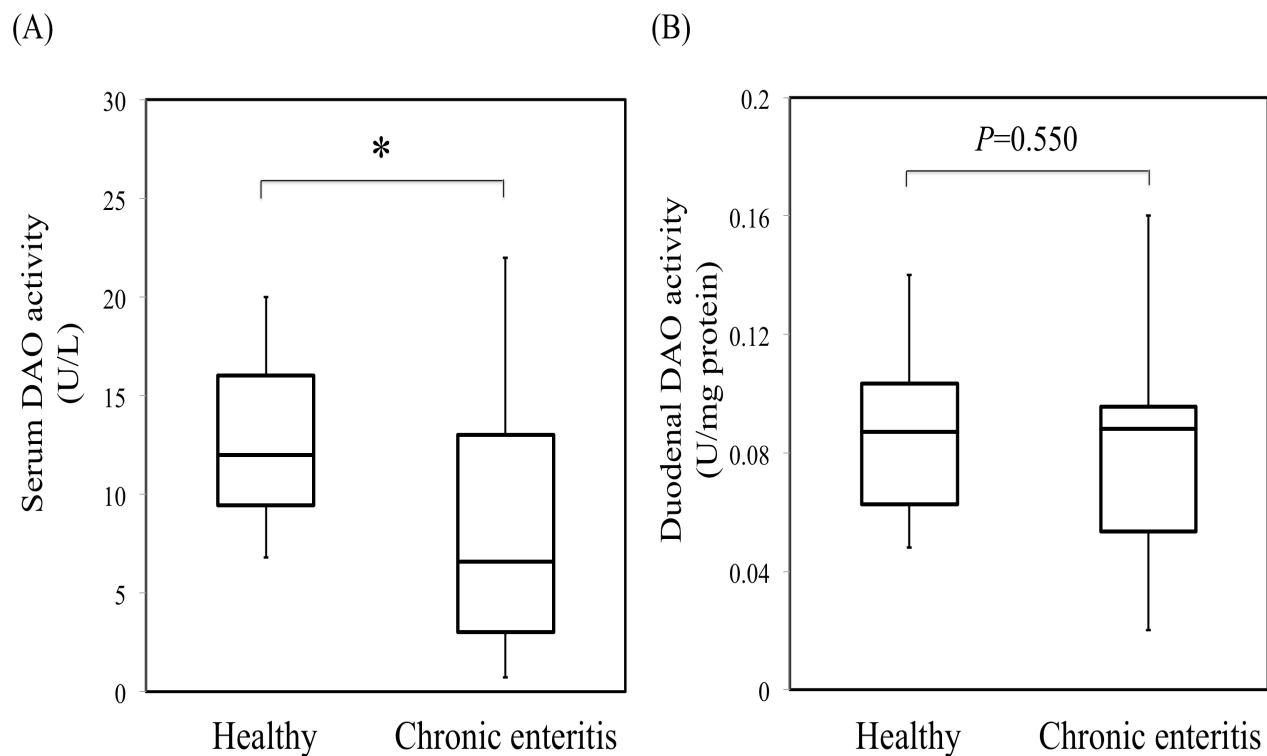 (A)
Serum DAO activity
(U/L)
30
25
20
15
10
5
0
*
Healthy
Chronic enteritis
(B)
Duodenal DAO activity
(U/mg protein)
0.2
0.16
0.12
0.08
0.04
0
P=0.550
Healthy
Chronic enteritis